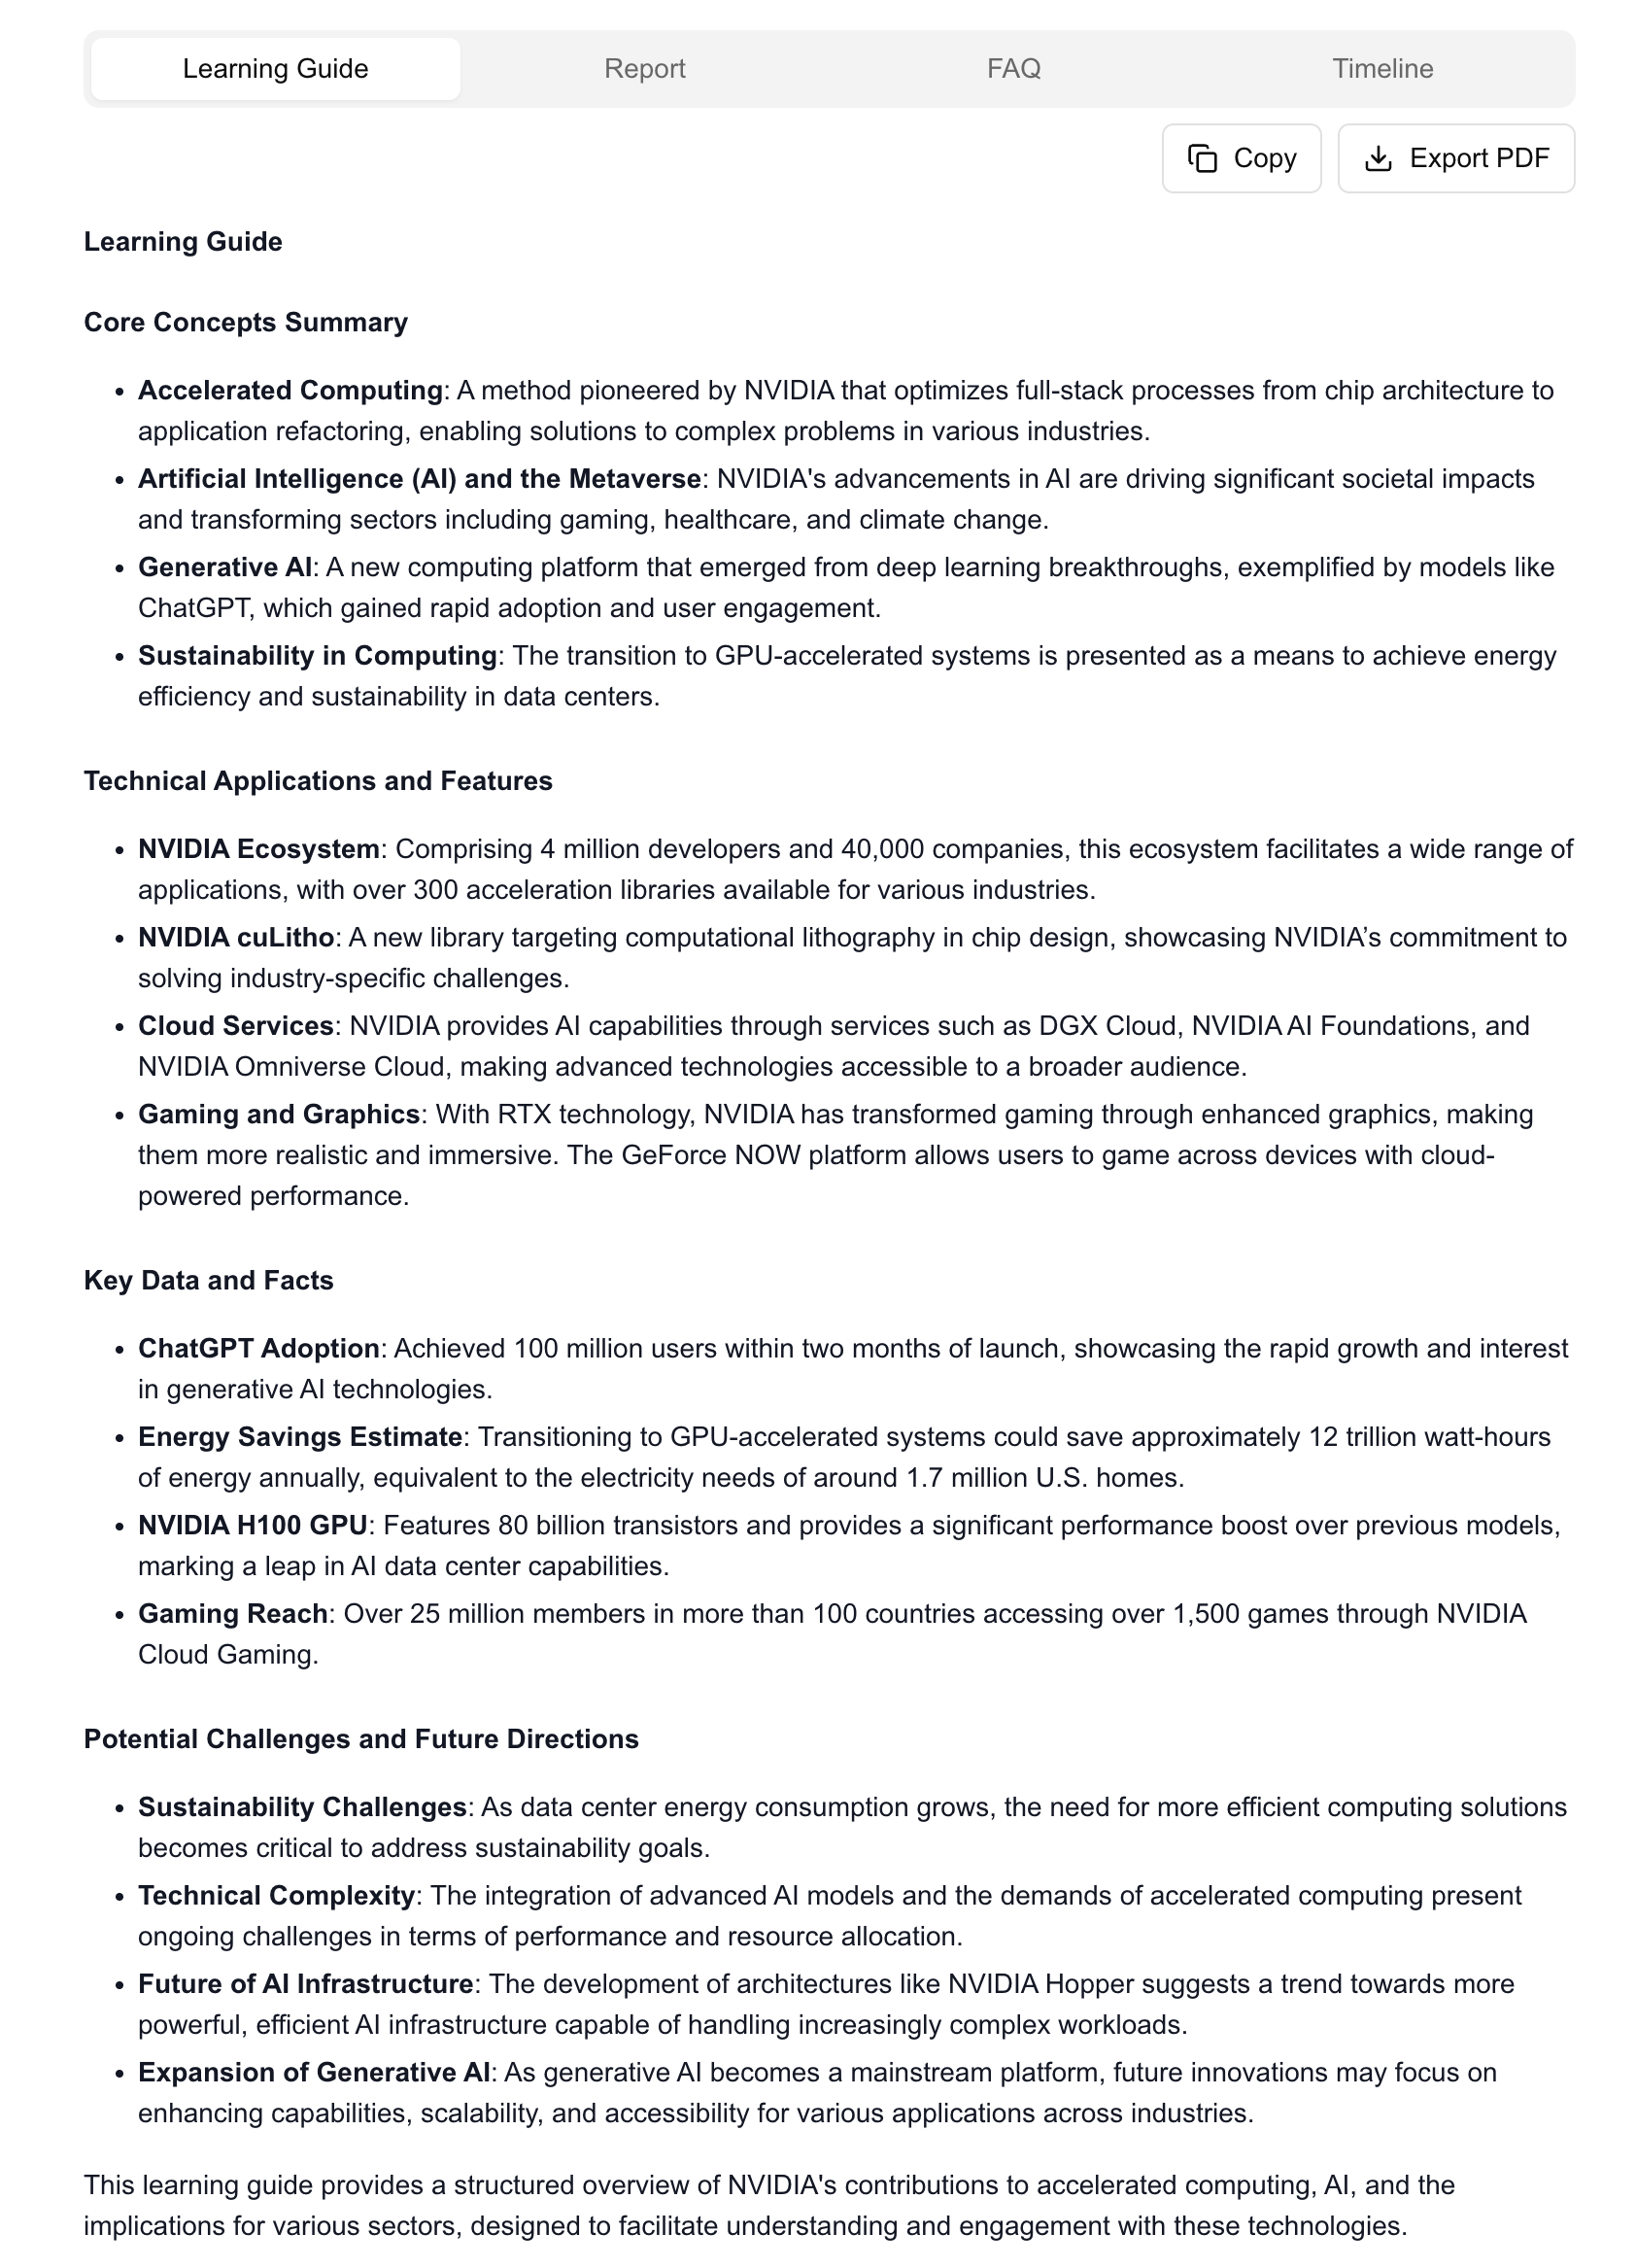 Learning Guide
Report
FAQ
Timeline
Copy
Export PDF
Learning Guide
Core Concepts Summary
• Accelerated Computing: A method pioneered by NVIDIA that optimizes full-stack processes from chip architecture to
application refactoring, enabling solutions to complex problems in various industries.
• Artificial Intelligence (AI) and the Metaverse: NVIDIA's advancements in AI are driving significant societal impacts
and transforming sectors including gaming, healthcare, and climate change.
• Generative AI: A new computing platform that emerged from deep learning breakthroughs, exemplified by models like
ChatGPT, which gained rapid adoption and user engagement.
• Sustainability in Computing: The transition to GPU-accelerated systems is presented as a means to achieve energy
efficiency and sustainability in data centers.
Technical Applications and Features
• NVIDIA Ecosystem: Comprising 4 million developers and 40,000 companies, this ecosystem facilitates a wide range of
applications, with over 300 acceleration libraries available for various industries.
• NVIDIA cuLitho: A new library targeting computational lithography in chip design, showcasing NVIDIA’s commitment to
solving industry-specific challenges.
• Cloud Services: NVIDIA provides AI capabilities through services such as DGX Cloud, NVIDIA AI Foundations, and
NVIDIA Omniverse Cloud, making advanced technologies accessible to a broader audience.
• Gaming and Graphics: With RTX technology, NVIDIA has transformed gaming through enhanced graphics, making
them more realistic and immersive. The GeForce NOW platform allows users to game across devices with cloud-
powered performance.
Key Data and Facts
• ChatGPT Adoption: Achieved 100 million users within two months of launch, showcasing the rapid growth and interest
in generative AI technologies.
• Energy Savings Estimate: Transitioning to GPU-accelerated systems could save approximately 12 trillion watt-hours
of energy annually, equivalent to the electricity needs of around 1.7 million U.S. homes.
• NVIDIA H100 GPU: Features 80 billion transistors and provides a significant performance boost over previous models,
marking a leap in AI data center capabilities.
• Gaming Reach: Over 25 million members in more than 100 countries accessing over 1,500 games through NVIDIA
Cloud Gaming.
Potential Challenges and Future Directions
• Sustainability Challenges: As data center energy consumption grows, the need for more efficient computing solutions
becomes critical to address sustainability goals.
• Technical Complexity: The integration of advanced AI models and the demands of accelerated computing present
ongoing challenges in terms of performance and resource allocation.
• Future of AI Infrastructure: The development of architectures like NVIDIA Hopper suggests a trend towards more
powerful, efficient AI infrastructure capable of handling increasingly complex workloads.
• Expansion of Generative AI: As generative AI becomes a mainstream platform, future innovations may focus on
enhancing capabilities, scalability, and accessibility for various applications across industries.
This learning guide provides a structured overview of NVIDIA's contributions to accelerated computing, AI, and the
implications for various sectors, designed to facilitate understanding and engagement with these technologies.